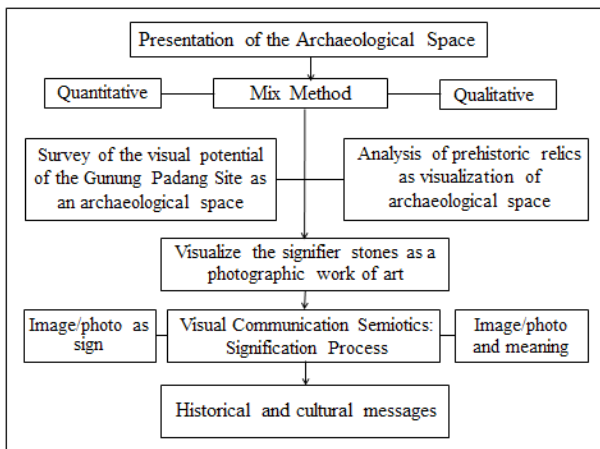 Presentation of the Archaeological Space
Quantitative
Mix Method
Qualitative
Survey of the visual potential
of the Gunung Padang Site as
an archaeological space
Analysis of prehistoric relics
as visualization of
archaeological space
Visualize the signifier stones as a
photographic work of art
Image/photo as
sign
Visual Communication Semiotics:
Signification Process
Image/photo
and meaning
Historical and cultural messages